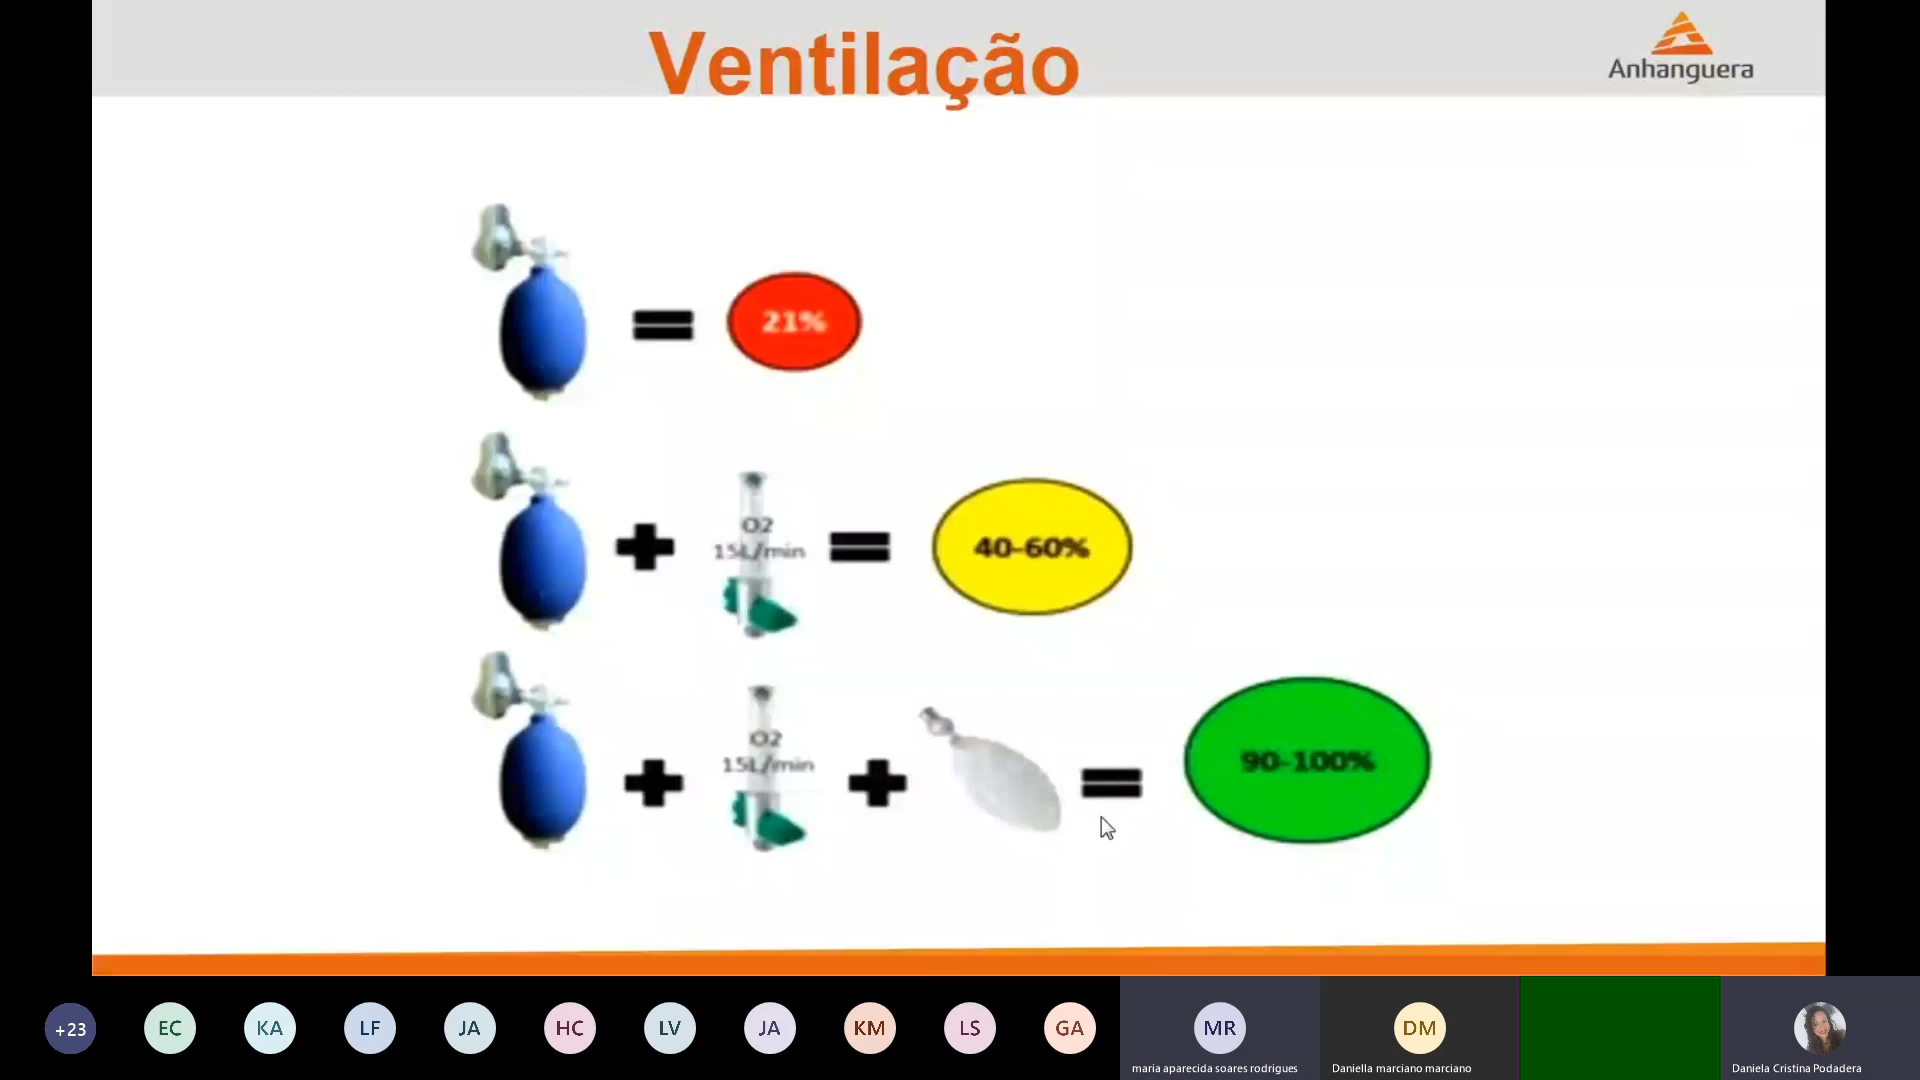 Ventilação
Anhanguera
21%
O2
15L/min
40-60%
O2
15L/min
90-100%
+23
EC
KA
LF
JA
HC
LV
JA
KM
LS
GA
MR
DM
maria aparecida soares rodrigues
Daniella marciano marciano
Daniela Cristina Podadera